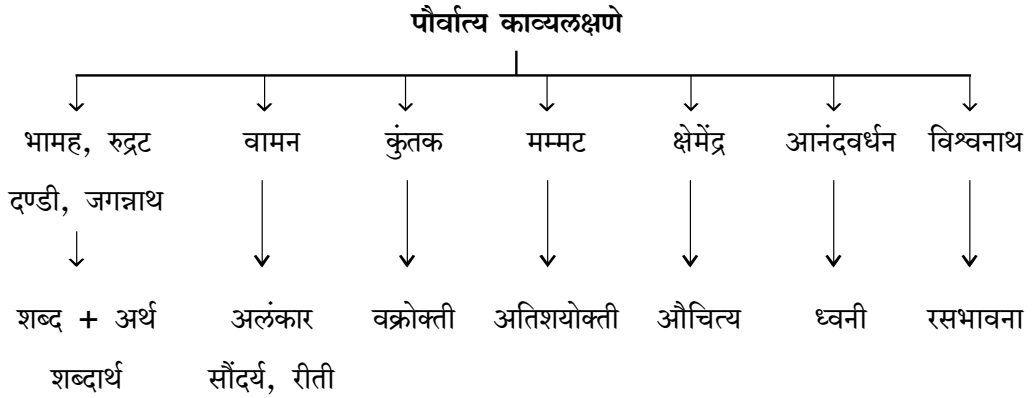 पौर्वात्य काव्यलक्षणे
भामह, रुद्रट वामन कुंतक मम्मट क्षेमेंद्र आनंदवर्धन विश्वनाथ
दण्डी, जगन्नाथ
शब्द + अर्थ अलंकार वक्रोक्ती अतिशयोक्ती औचित्य ध्वनी रसभावना
शब्दार्थ सौंदर्य, रीती